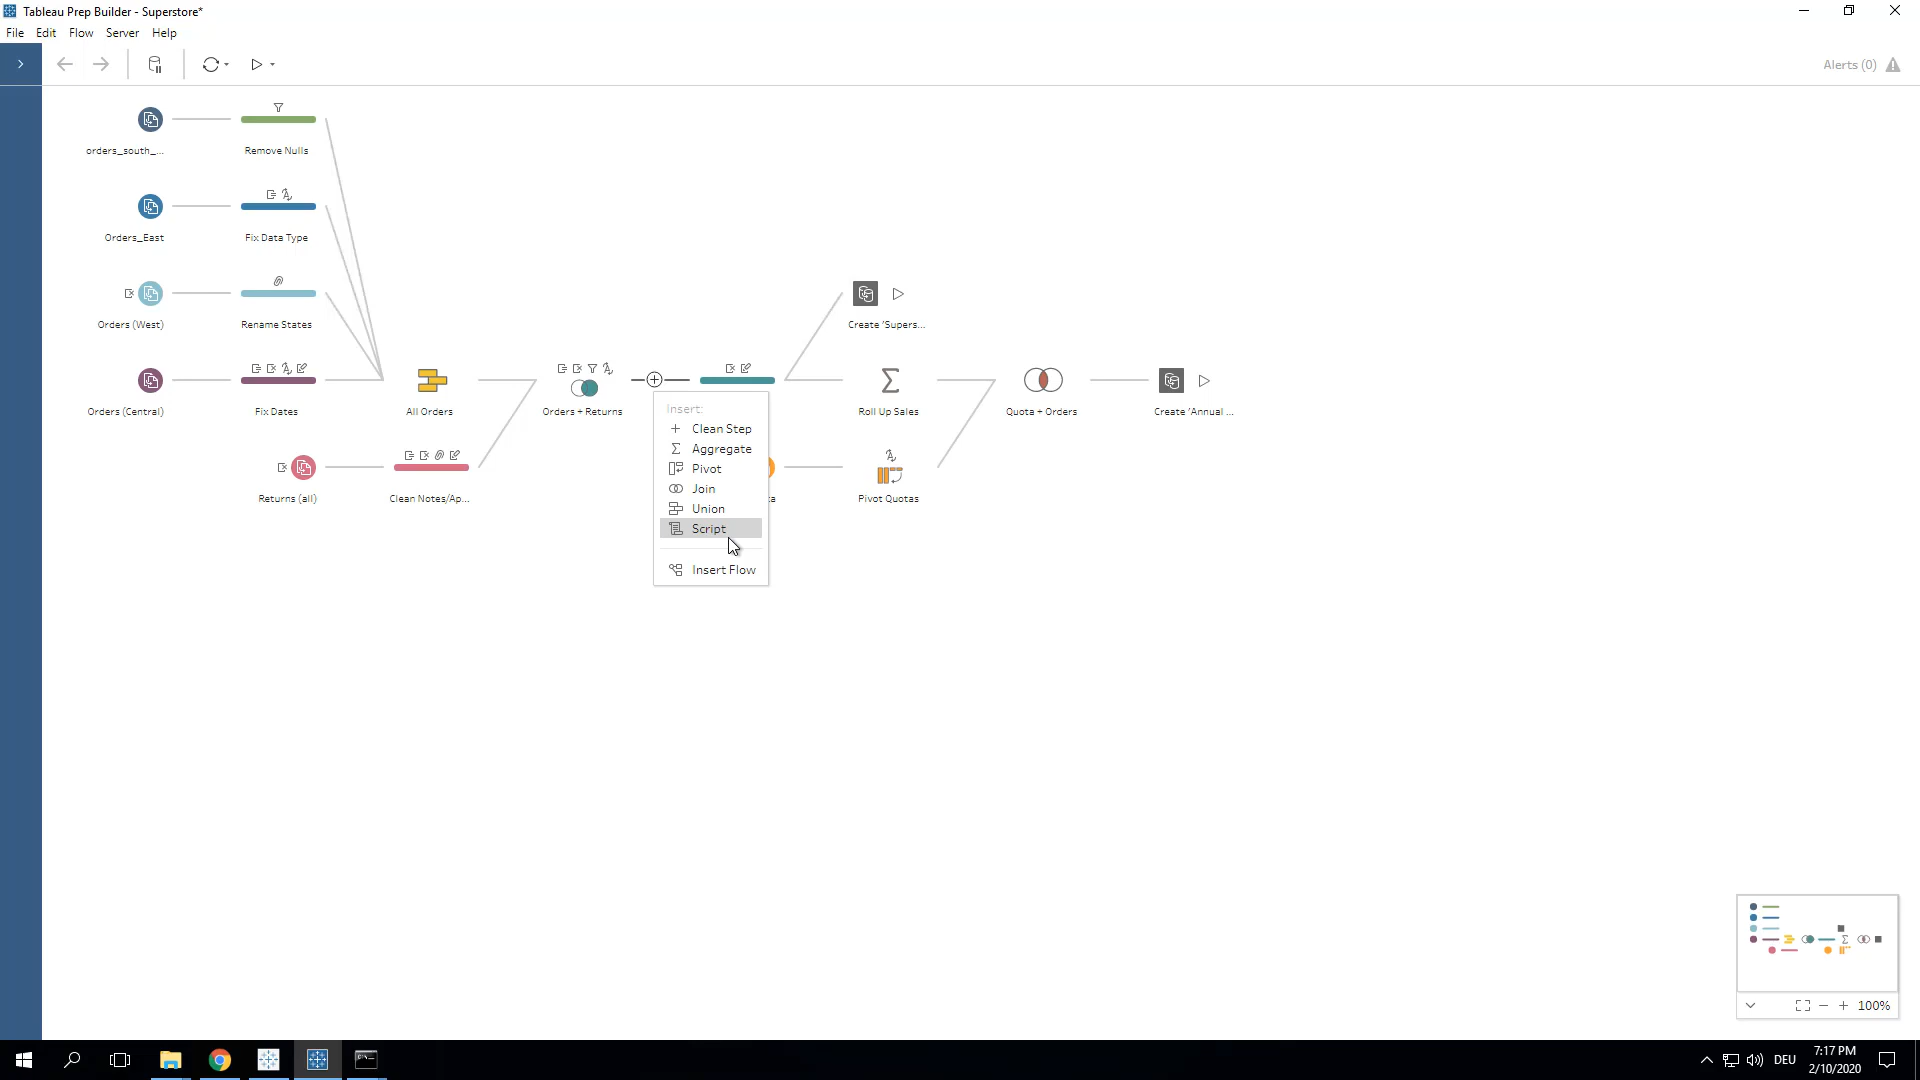 Tableau Prep Builder - Superstore*
File Edit Flow Server Help
Alerts (0)
orders_south_...
Remove Nulls
Orders_East
Fix Data Type
Orders (West)
Rename States
Create 'Supers...
Orders (Central)
Fix Dates
All Orders
Orders + Returns
Roll Up Sales
Quota + Orders
Create 'Annual ...
Insert:
Clean Step
Aggregate
Pivot
Join
Union
Script
Insert Flow
Returns (all)
Clean Notes/Ap...
Pivot Quotas
100%
DEU
7:17 PM
2/10/2020